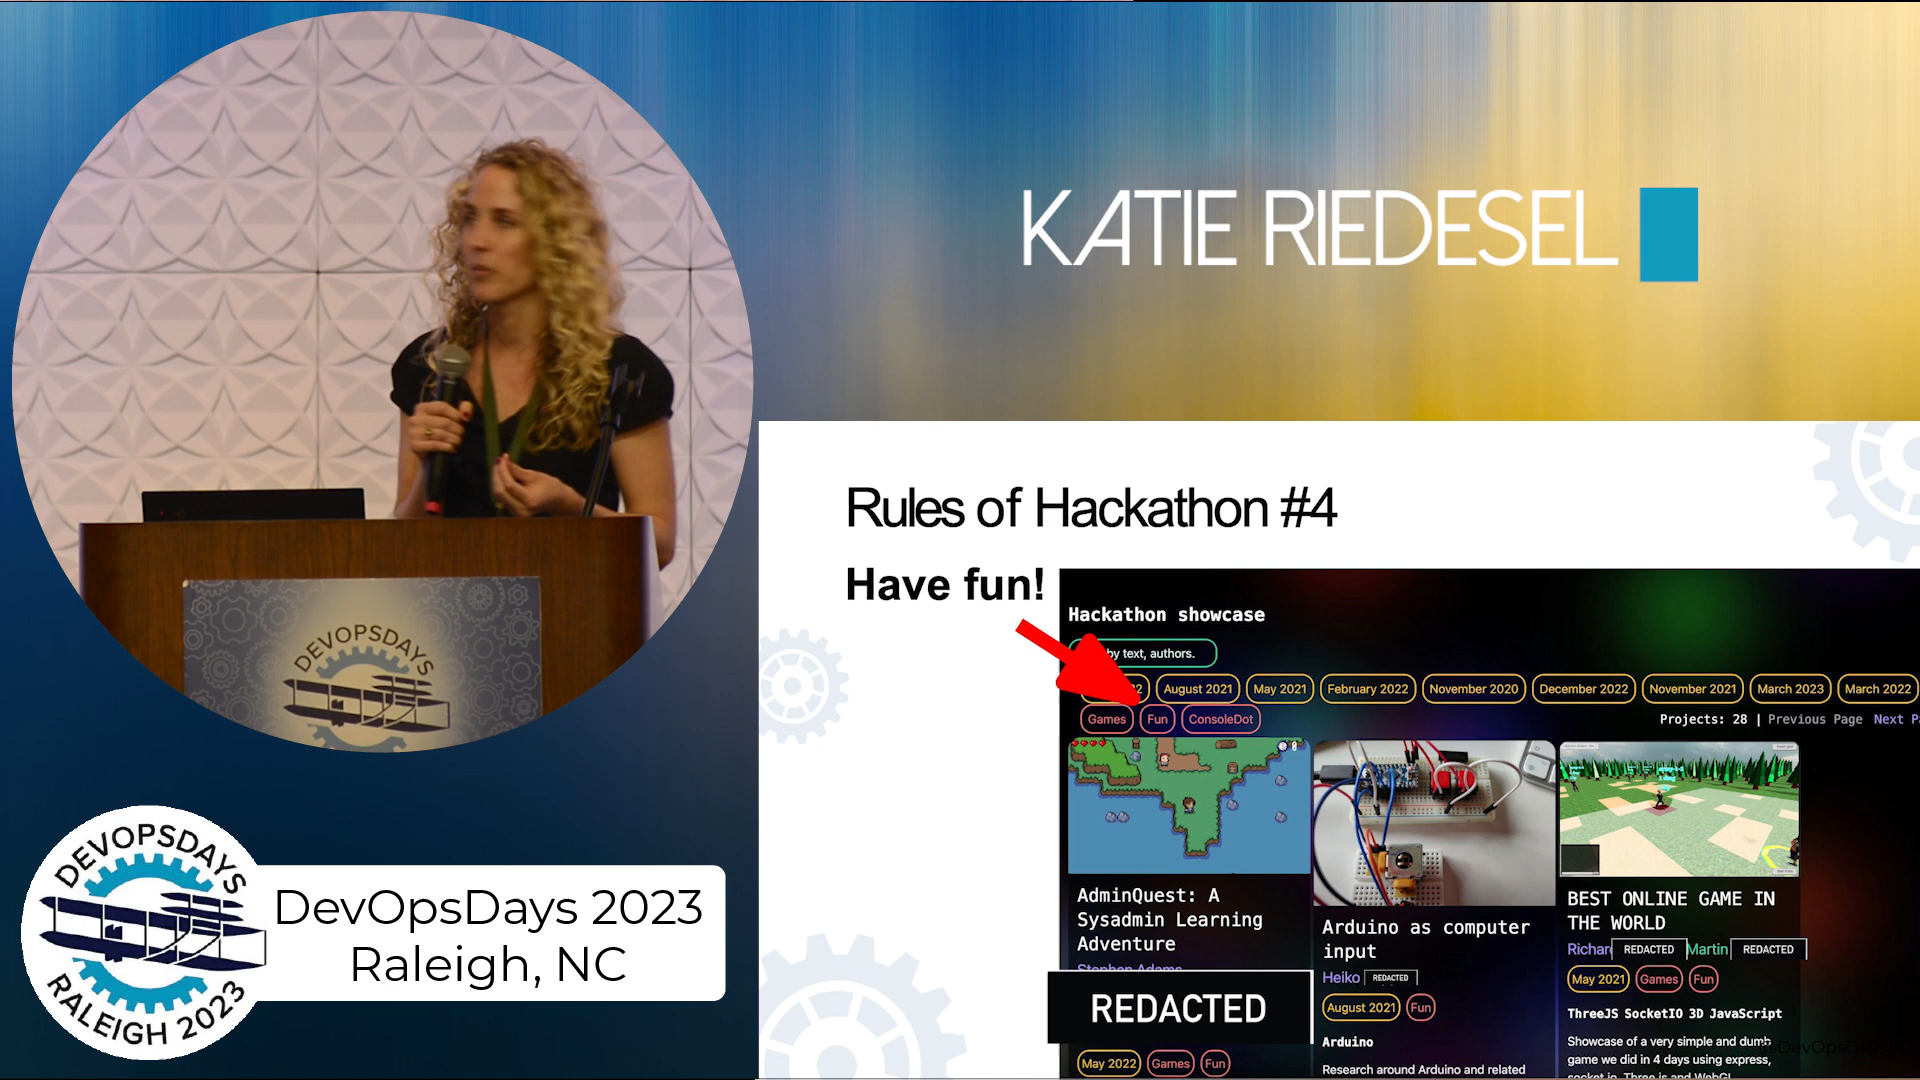 KATIE RIEDESEL
Rules of Hackathon #4
Have fun!
Hackathon showcase
by text, authors.
August 2021
May 2021
February 2022
November 2020
December 2022
November 2021
March 2023
March 2022
Games
Fun
ConsoleDot
Projects: 28 | Previous Page Next P
AdminQuest: A
Sysadmin Learning
Adventure
Stephen Adams
REDACTED
May 2022
Games
Fun
Arduino as computer
input
Heiko REDACTED
August 2021
Fun
Arduino
Research around Arduino and related
BEST ONLINE GAME IN
THE WORLD
Richar REDACTED Martin REDACTED
May 2021
Games
Fun
ThreeJS SocketIO 3D JavaScript
Showcase of a very simple and dumb
game we did in 4 days using express,
socket.io, Three.js and WebGL
DEVOPSDAYS
DEVOPSDAYS
RALEIGH 2023
DevOpsDays 2023
Raleigh, NC